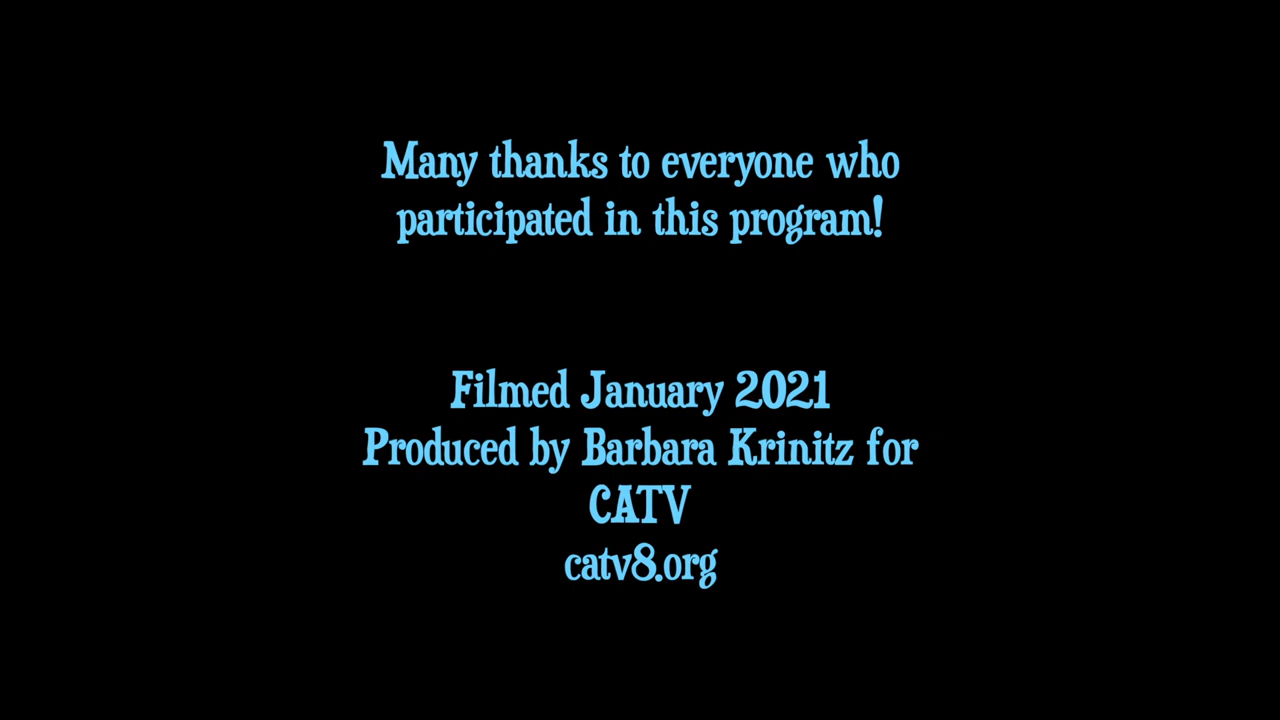 Many thanks to everyone who
participated in this program!
Filmed January 2021
Produced by Barbara Krinitz for
CATV
catv8.org